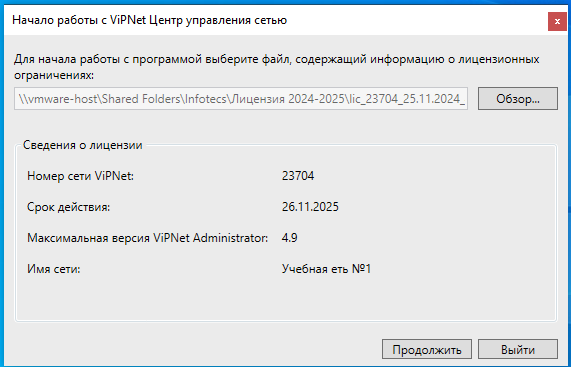 Начало работы с ViPNet Центр управления сетью
Для начала работы с программой выберите файл, содержащий информацию о лицензионных
ограничениях:
\\vmware-host\Shared Folders\Infotecs\Лицензия 2024-2025\lic_23704_25.11.2024_
Обзор...
Сведения о лицензии
Номер сети ViPNet: 23704
Срок действия: 26.11.2025
Максимальная версия ViPNet Administrator: 4.9
Имя сети: Учебная еть №1
Продолжить
Выйти